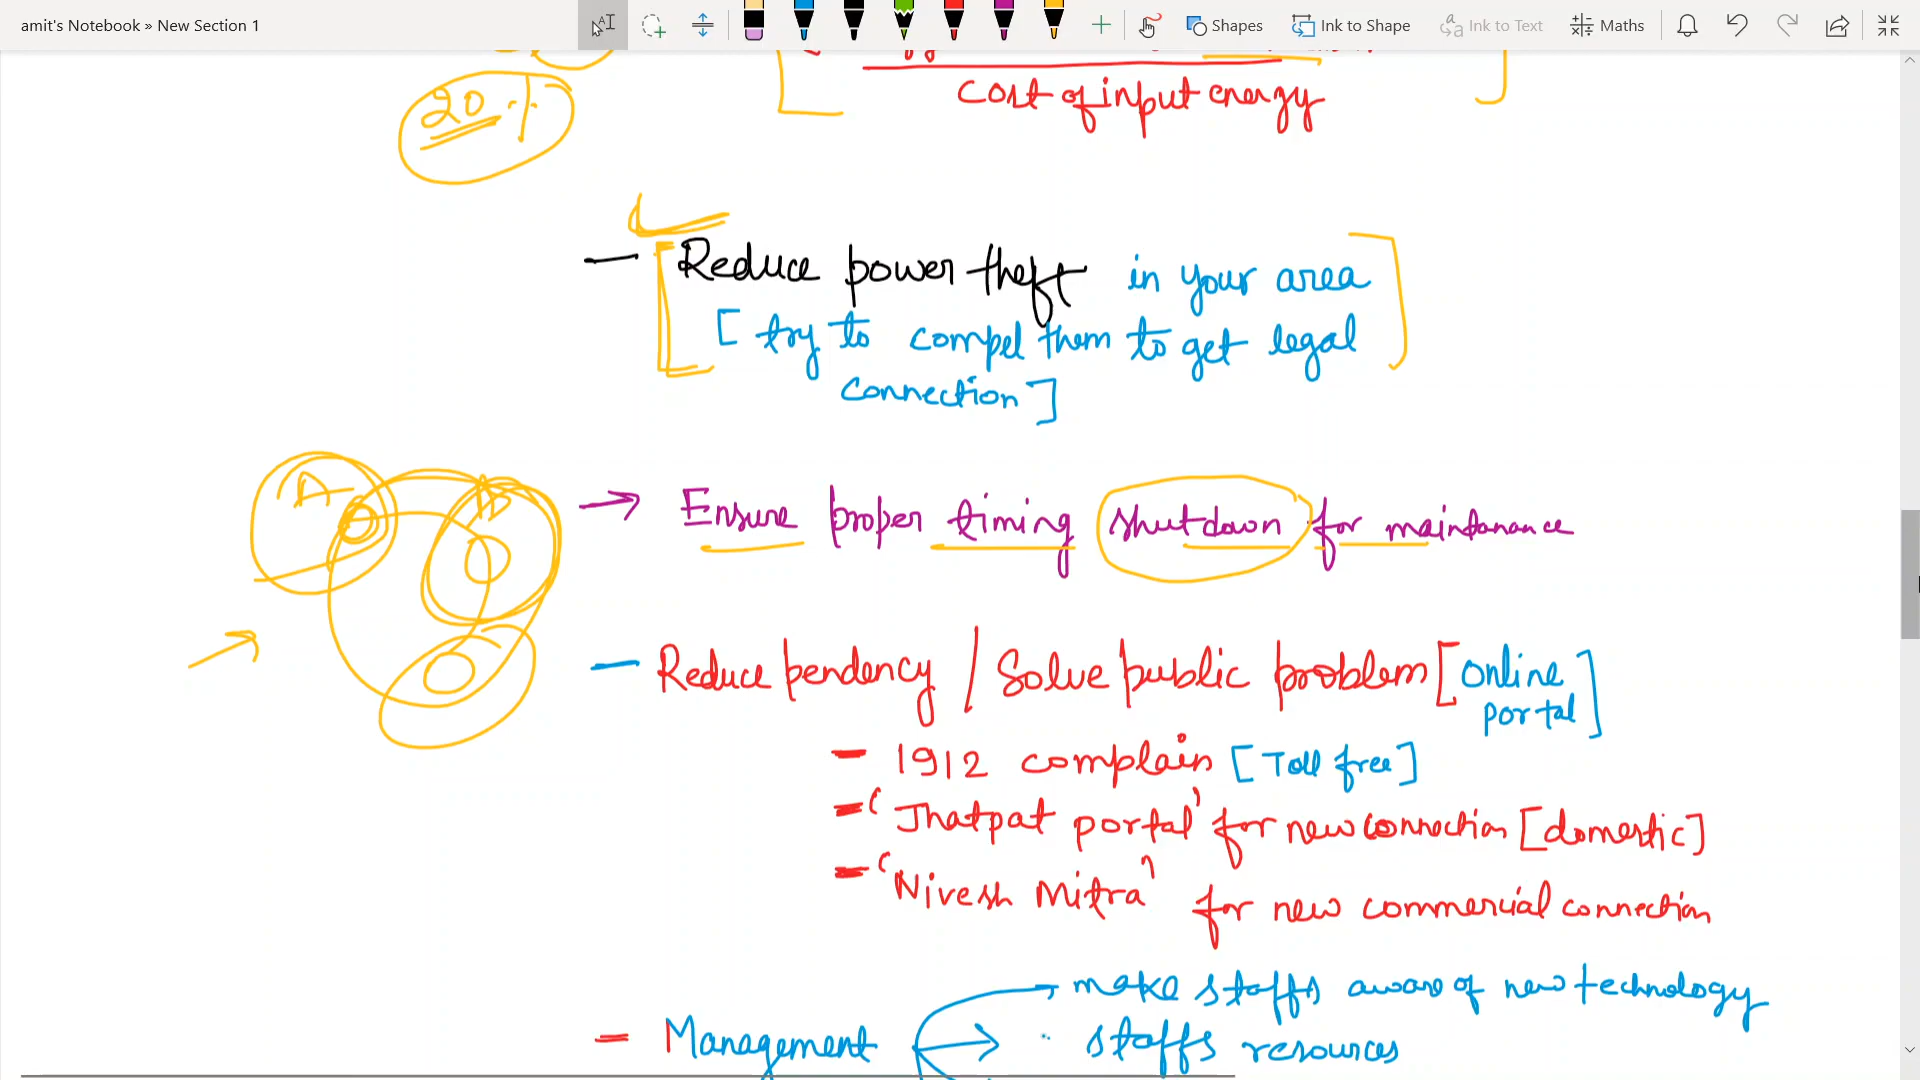 amit's Notebook » New Section 1
Shapes
Ink to Shape
Ink to Text
Maths
20 %
Cost of input energy
– Reduce power theft in your area
[ try to compel them to get legal
connection ]
A
→ Ensure proper timing shutdown for maintanance
– Reduce pendency / Solve public problem [ online
portal ]
– 1912 complain [ Toll free ]
– 'Jhatpat portal' for new connection [ domestic ]
– 'Nivesh Mitra' for new commercial connection
→ make staffs aware of new technology
– Management → staffs resources